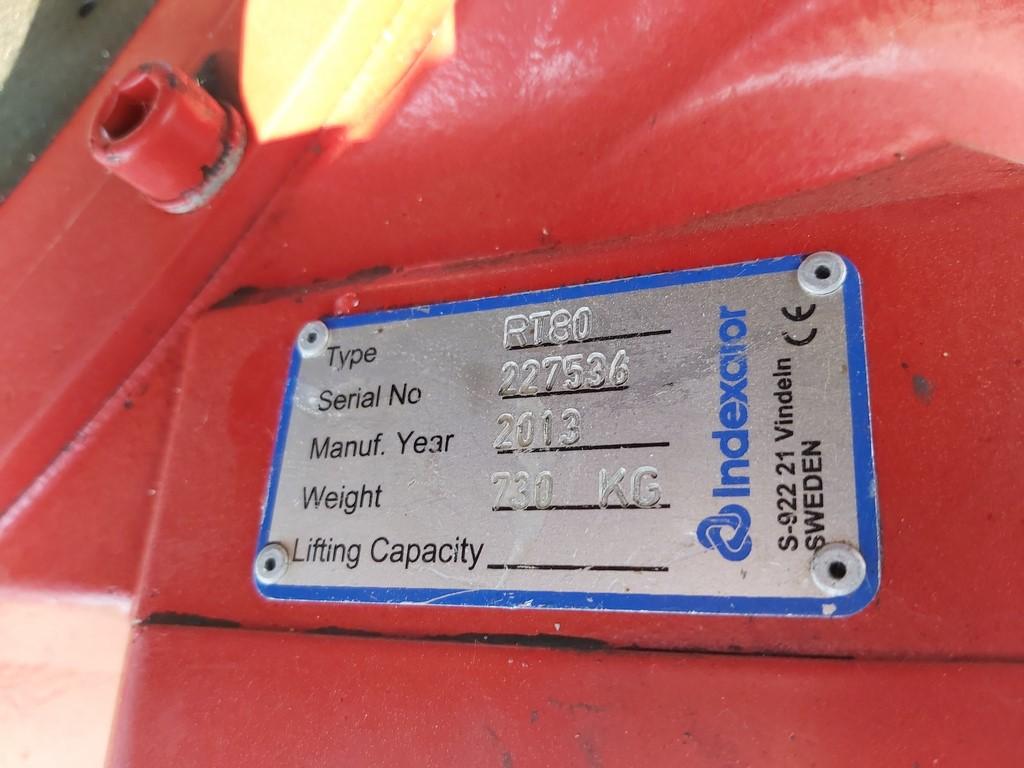 Type RT80
Serial No 227536
Manuf. Year 2013
Weight 730 KG
Lifting Capacity
Indexator
S-922 21 Vindeln
SWEDEN CE